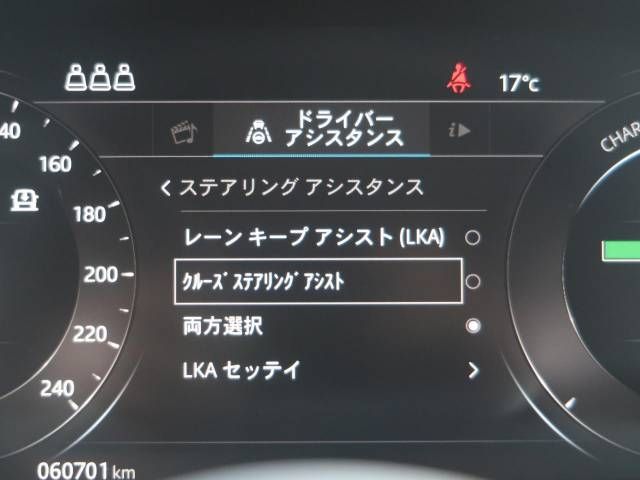 17°c
ドライバー
アシスタンス
i
40
160
180
200
220
240
CHAR
ステアリング アシスタンス
レーン キープ アシスト (LKA)
ｸﾙｰｽﾞ ｽﾃｱﾘﾝｸﾞ ｱｼｽﾄ
両方選択
LKA セッテイ
060701 km